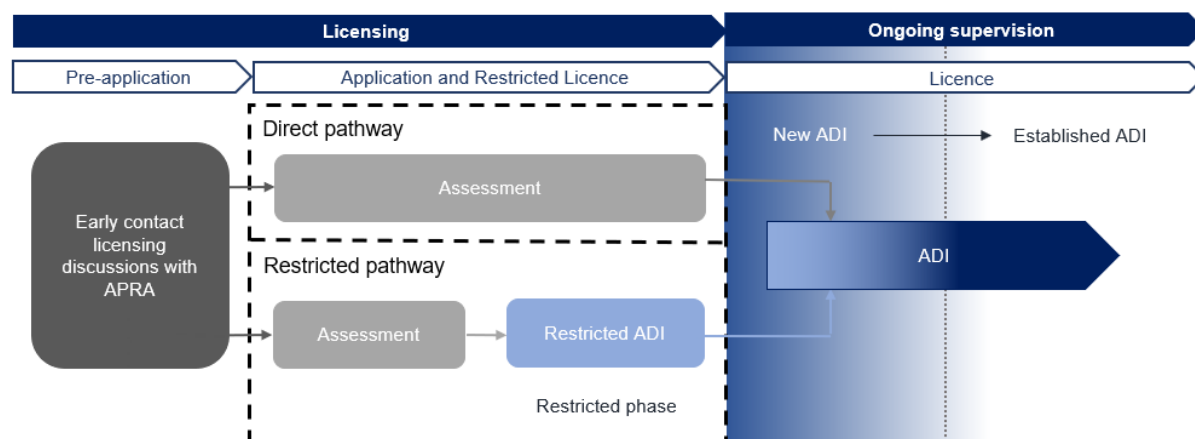 Licensing
Ongoing supervision
Pre-application
Application and Restricted Licence
Licence
Direct pathway
New ADI
Established ADI
Assessment
Early contact
licensing
discussions with
APRA
ADI
Restricted pathway
Assessment
Restricted ADI
Restricted phase